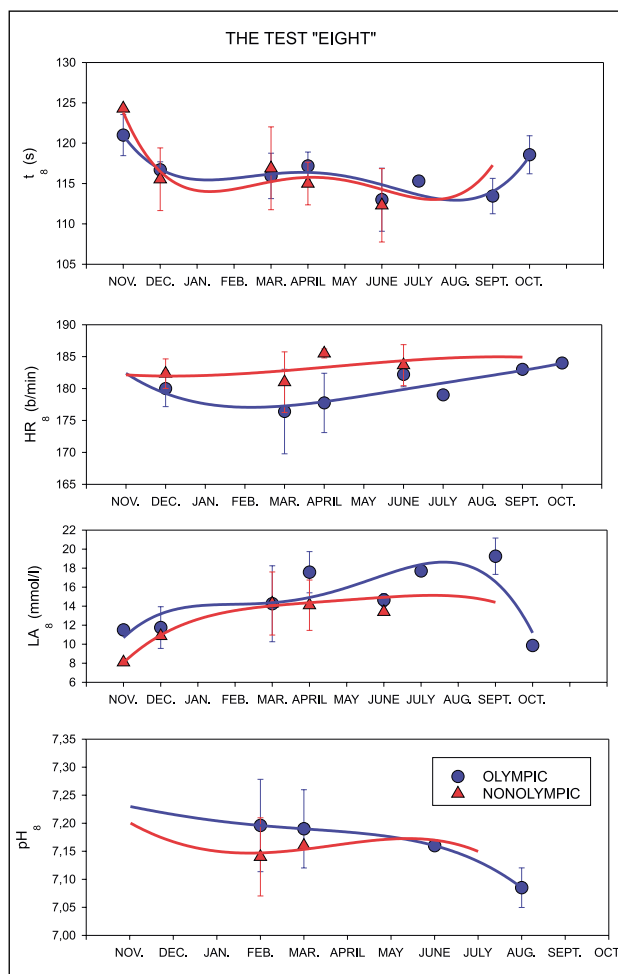 THE TEST "EIGHT"
130
125
120
115
110
105
t8 (s)
NOV. DEC. JAN. FEB. MAR. APRIL MAY JUNE JULY AUG. SEPT. OCT.
190
185
180
175
170
165
HR8 (b/min)
NOV. DEC. JAN. FEB. MAR. APRIL MAY JUNE JULY AUG. SEPT. OCT.
22
20
18
16
14
12
10
8
6
LA8 (mmol/l)
NOV. DEC. JAN. FEB. MAR. APRIL MAY JUNE JULY AUG. SEPT. OCT.
7,35
7,30
7,25
7,20
7,15
7,10
7,05
7,00
pH8
OLYMPIC
NONOLYMPIC
NOV. DEC. JAN. FEB. MAR. APRIL MAY JUNE JULY AUG. SEPT. OCT